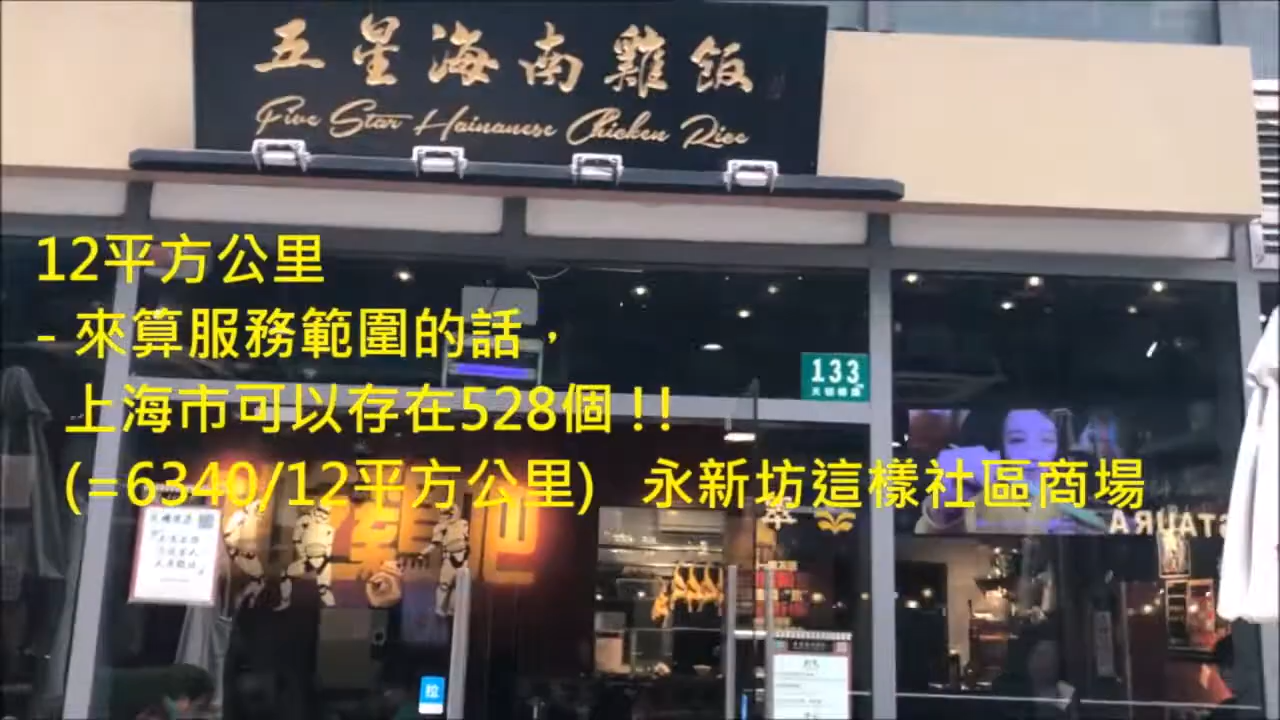 五星海南雞飯
Five Star Hainanese Chicken Rice
12平方公里
- 來算服務範圍的話，
上海市可以存在528個!!
(=6340/12平方公里) 永新坊這樣社區商場
133
STAURA